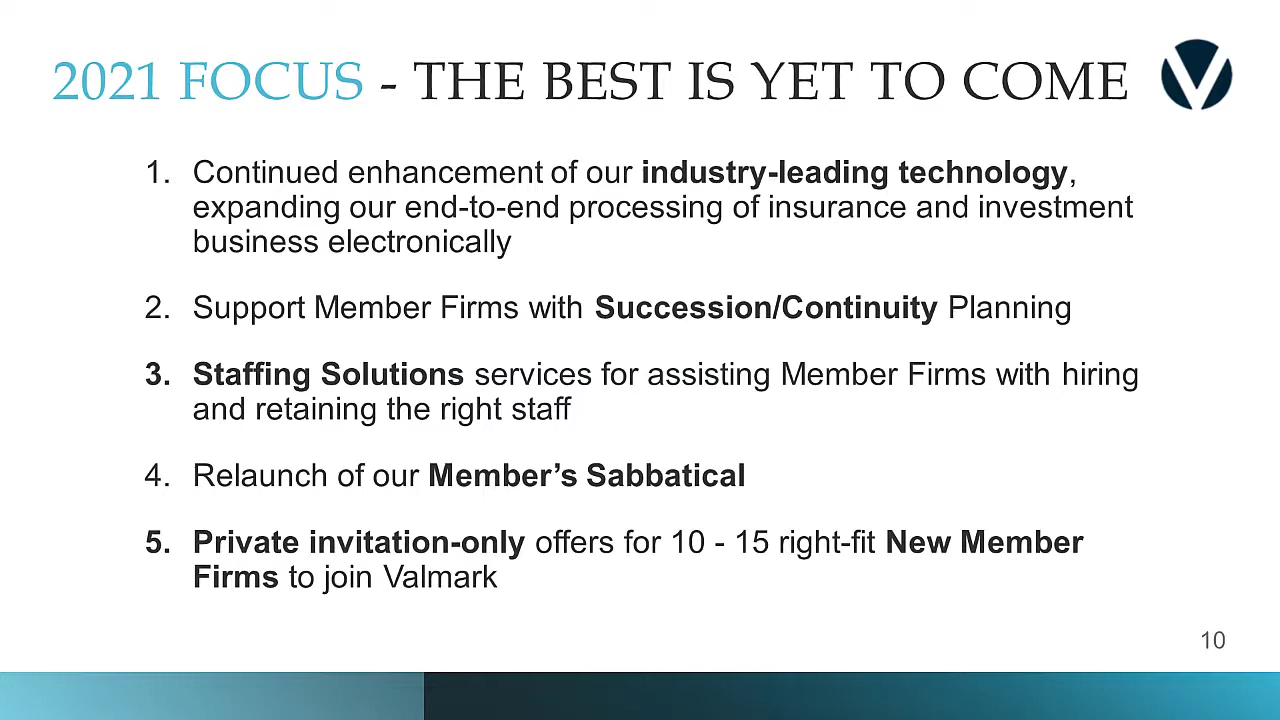 2021 FOCUS - THE BEST IS YET TO COME
1. Continued enhancement of our industry-leading technology,
expanding our end-to-end processing of insurance and investment
business electronically
2. Support Member Firms with Succession/Continuity Planning
3. Staffing Solutions services for assisting Member Firms with hiring
and retaining the right staff
4. Relaunch of our Member’s Sabbatical
5. Private invitation-only offers for 10 - 15 right-fit New Member
Firms to join Valmark
10